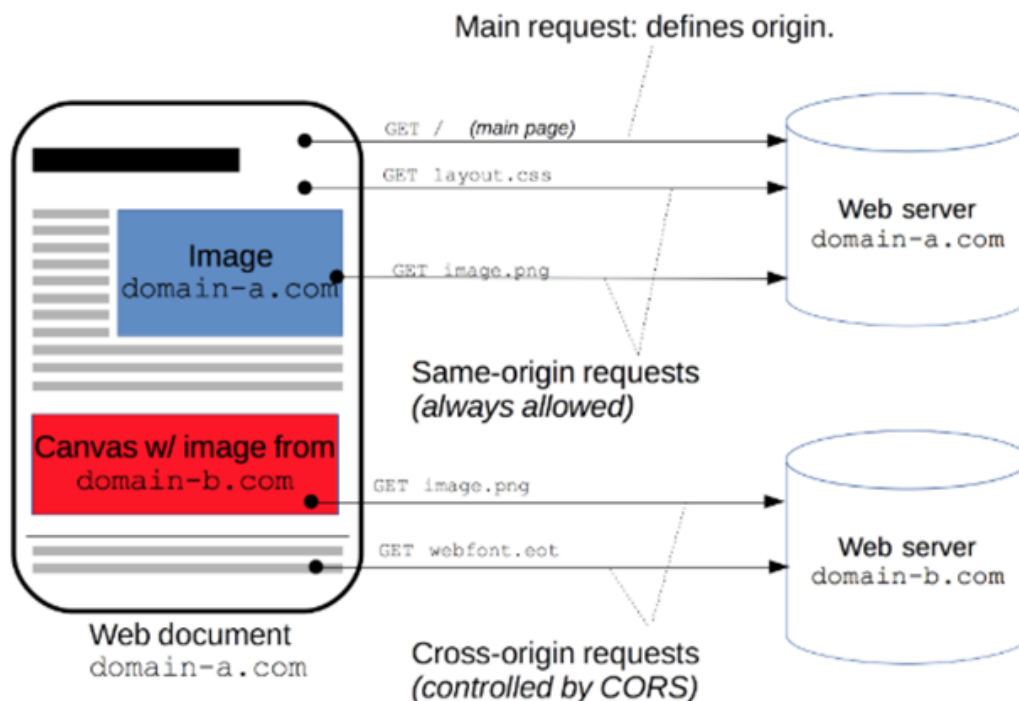 Main request: defines origin.
GET / (main page)
GET layout.css
Image
domain-a.com
GET image.png
Web server
domain-a.com
Same-origin requests
(always allowed)
Canvas w/ image from
domain-b.com
GET image.png
GET webfont.eot
Web server
domain-b.com
Web document
domain-a.com
Cross-origin requests
(controlled by CORS)